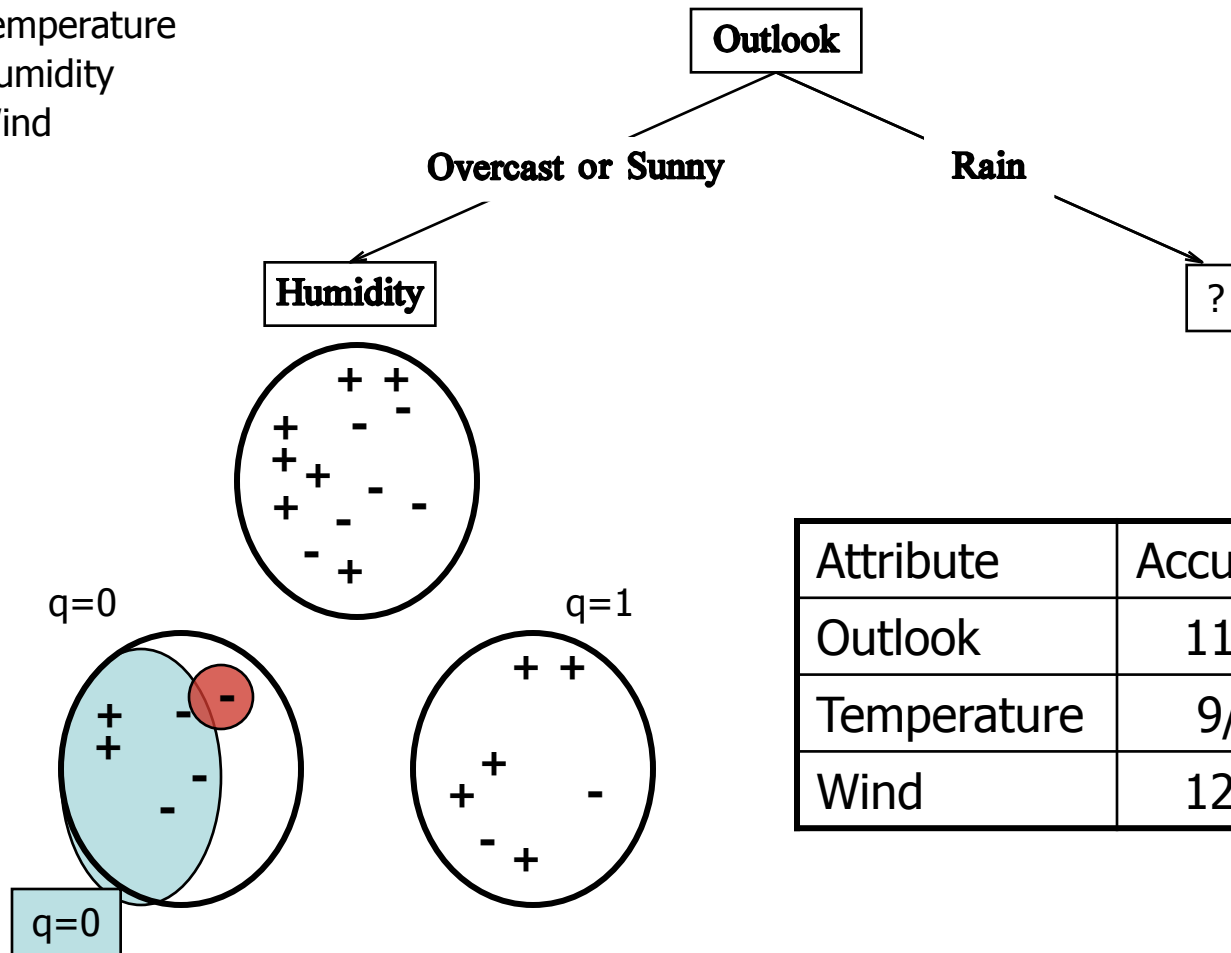 emperature
umidity
ind
Outlook
Overcast or Sunny
Rain
Humidity
?
+ +
-
+ -
+
+
-
+ -
-
-
+
q=0
q=1
-
+ -
+
-
-
q=0
+ +
+
+ -
-
+
Attribute Accu
Outlook 11
Temperature 9/
Wind 12